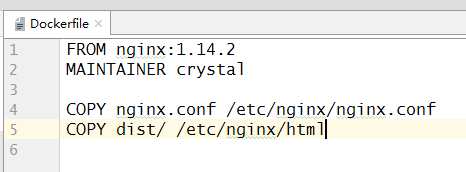 Dockerfile
1 FROM nginx:1.14.2
2 MAINTAINER crystal
3
4 COPY nginx.conf /etc/nginx/nginx.conf
5 COPY dist/ /etc/nginx/html
6